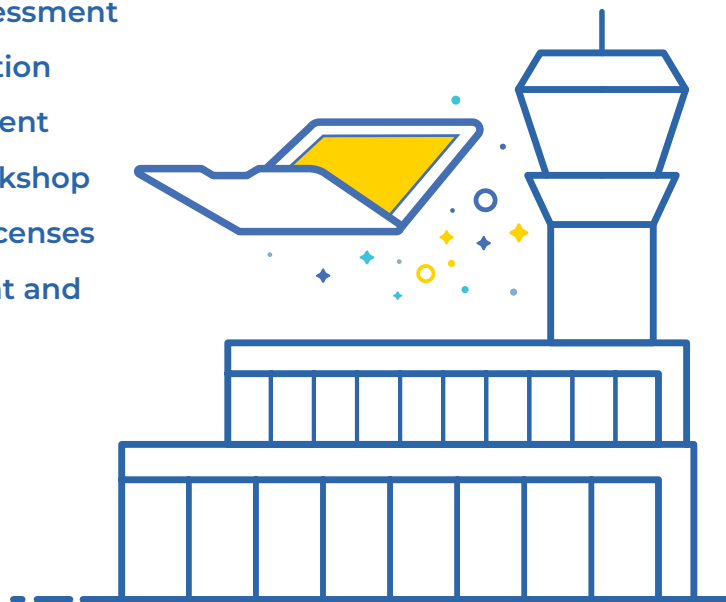 essment
tion
ent
kshop
censes
t and